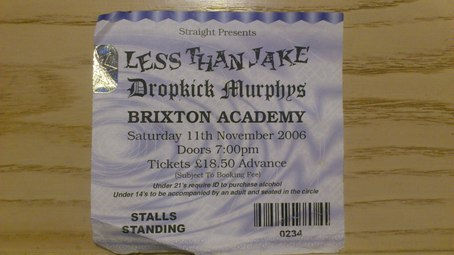 Straight Presents
LESS THAN JAKE
Dropkick Murphys
BRIXTON ACADEMY
Saturday 11th November 2006
Doors 7:00pm
Tickets £18.50 Advance
(Subject To Booking Fee)
Under 21's require ID to purchase alcohol
Under 14's to be accompanied by an adult and seated in the circle
STALLS
STANDING
0234